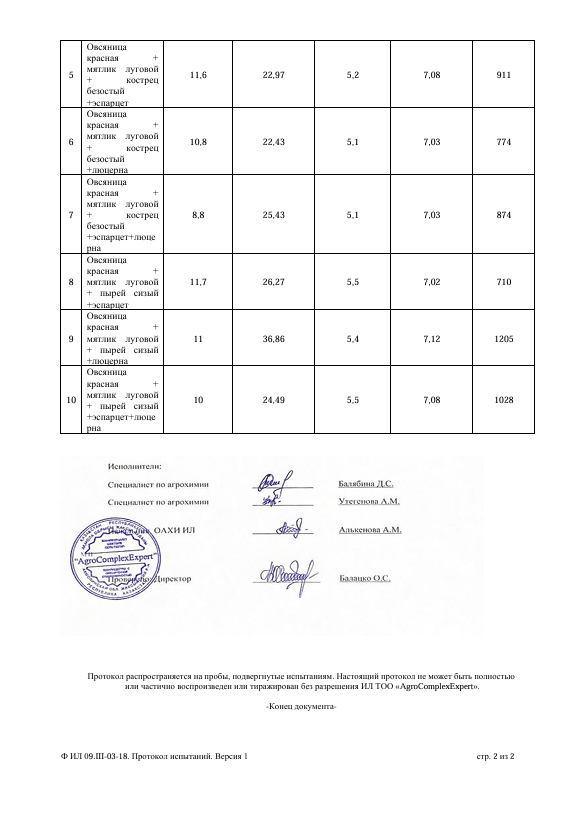 5
Овсяница
красная +
мятлик луговой
+ кострец
безостый
+эспарцет
11,6
22,97
5,2
7,08
911
6
Овсяница
красная +
мятлик луговой
+ кострец
безостый
+люцерна
10,8
22,43
5,1
7,03
774
7
Овсяница
красная +
мятлик луговой
+ кострец
безостый
+эспарцет+люце
рна
8,8
25,43
5,1
7,03
874
8
Овсяница
красная +
мятлик луговой
+ пырей сизый
+эспарцет
11,7
26,27
5,5
7,02
710
9
Овсяница
красная +
мятлик луговой
+ пырей сизый
+люцерна
11
36,86
5,4
7,12
1205
10
Овсяница
красная +
мятлик луговой
+ пырей сизый
+эспарцет+люце
рна
10
24,49
5,5
7,08
1028
Исполнители:
Специалист по агрохимии Балябина Д.С.
Специалист по агрохимии Утегенова А.М.
ОАХИ ИЛ Алькенова А.М.
"AgroComplexExpert"
Директор Балацко О.С.
РЕСПУБЛИКА КАЗАХСТАН
Протокол распространяется на пробы, подвергнутые испытаниям. Настоящий протокол не может быть полностью
или частично воспроизведен или тиражирован без разрешения ИЛ ТОО «AgroComplexExpert».
-Конец документа-
Ф ИЛ 09.III-03-18. Протокол испытаний. Версия 1 стр. 2 из 2